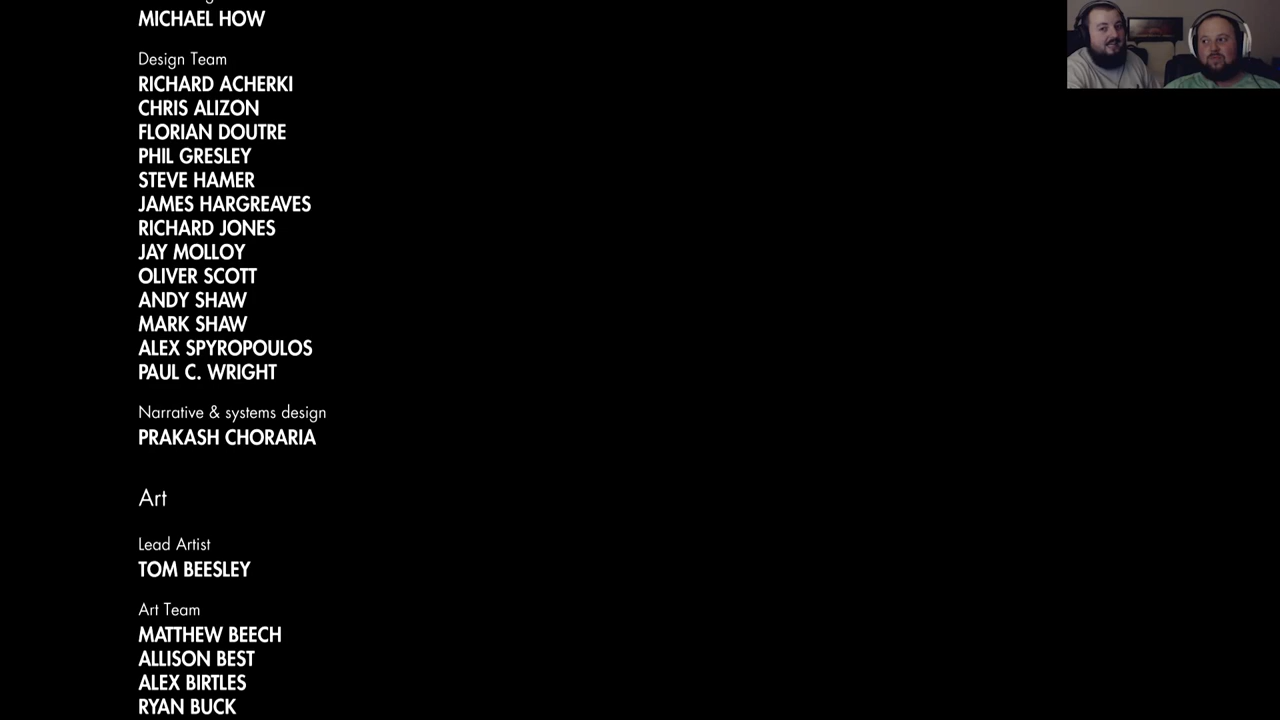 MICHAEL HOW
Design Team
RICHARD ACHERKI
CHRIS ALIZON
FLORIAN DOUTRE
PHIL GRESLEY
STEVE HAMER
JAMES HARGREAVES
RICHARD JONES
JAY MOLLOY
OLIVER SCOTT
ANDY SHAW
MARK SHAW
ALEX SPYROPOULOS
PAUL C. WRIGHT
Narrative & systems design
PRAKASH CHORARIA
Art
Lead Artist
TOM BEESLEY
Art Team
MATTHEW BEECH
ALLISON BEST
ALEX BIRTLES
RYAN BUCK